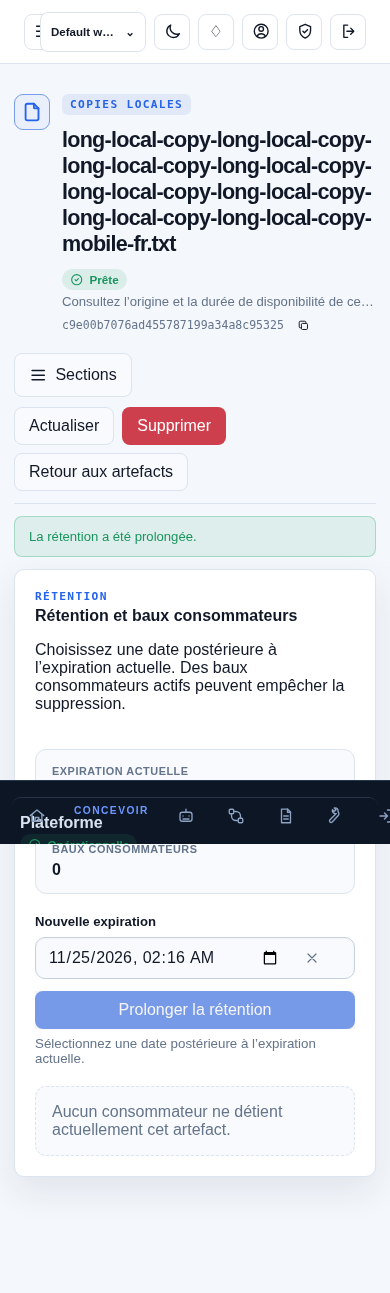 Default w… ⌄
COPIES LOCALES
long-local-copy-long-local-copy-
long-local-copy-long-local-copy-
long-local-copy-long-local-copy-
long-local-copy-long-local-copy-
mobile-fr.txt
Prête
Consultez l’origine et la durée de disponibilité de ce…
c9e00b7076ad455787199a34a8c95325
Sections
Actualiser
Supprimer
Retour aux artefacts
La rétention a été prolongée.
RÉTENTION
Rétention et baux consommateurs
Choisissez une date postérieure à
l’expiration actuelle. Des baux
consommateurs actifs peuvent empêcher la
suppression.
EXPIRATION ACTUELLE
CONCEVOIR
Plateforme
Opérationnelle
BAUX CONSOMMATEURS
0
Nouvelle expiration
11/25/2026, 02:16 AM
Prolonger la rétention
Sélectionnez une date postérieure à l’expiration
actuelle.
Aucun consommateur ne détient
actuellement cet artefact.